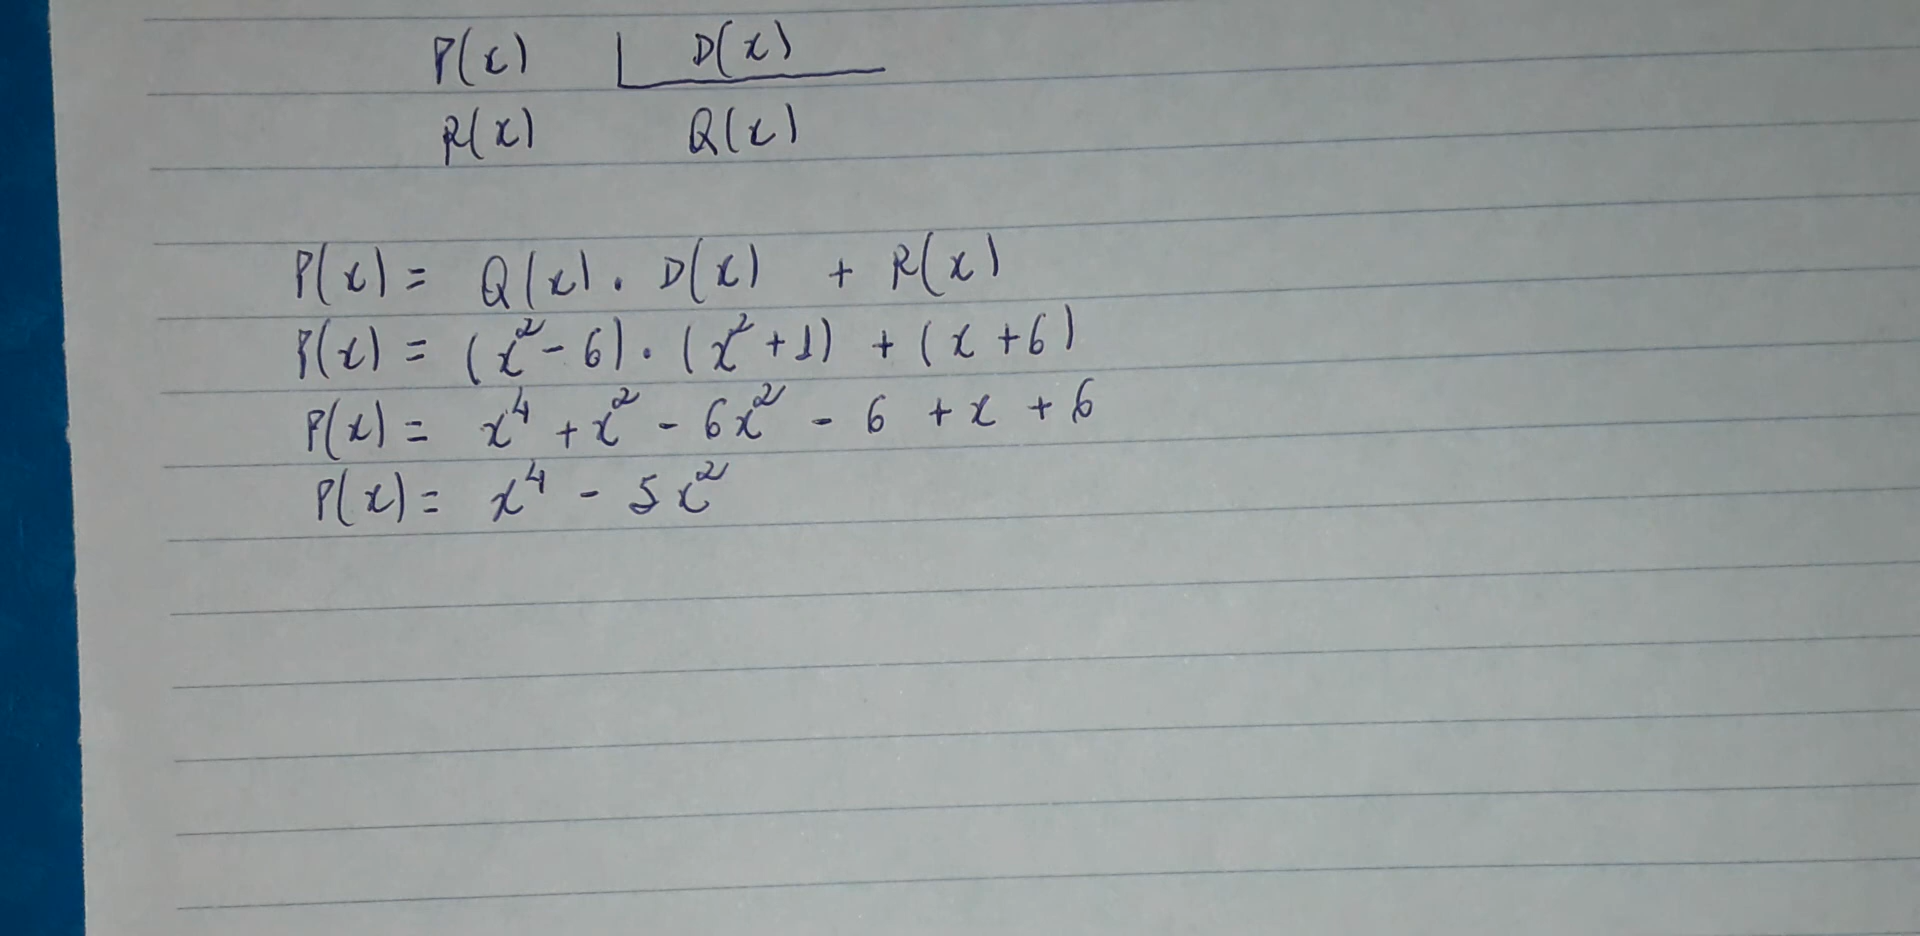 P(x) | D(x)
R(x) Q(x)
P(x) = Q(x) . D(x) + R(x)
P(x) = (x² - 6) . (x² + 1) + (x + 6)
P(x) = x⁴ + x² - 6x² - 6 + x + 6
P(x) = x⁴ - 5x²